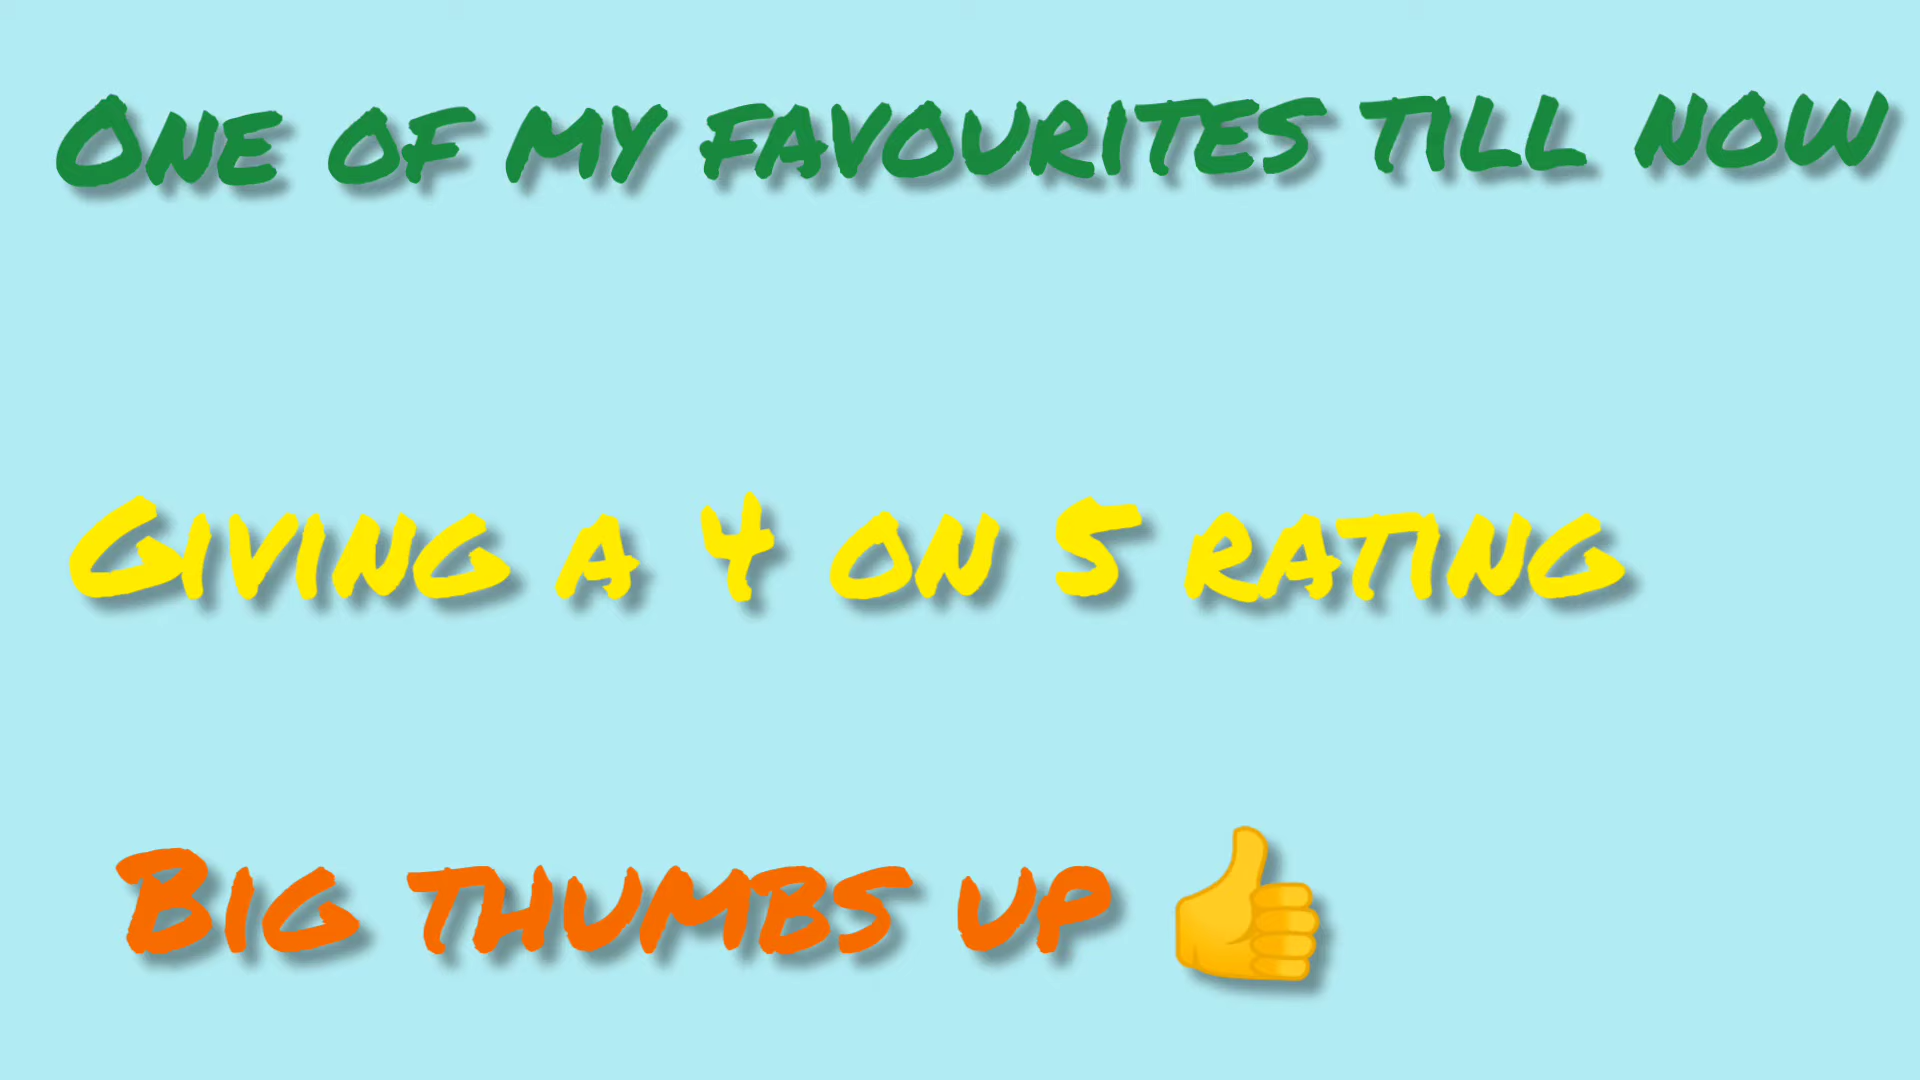 One of my favourites till now
Giving a 4 on 5 rating
Big thumbs up 👍